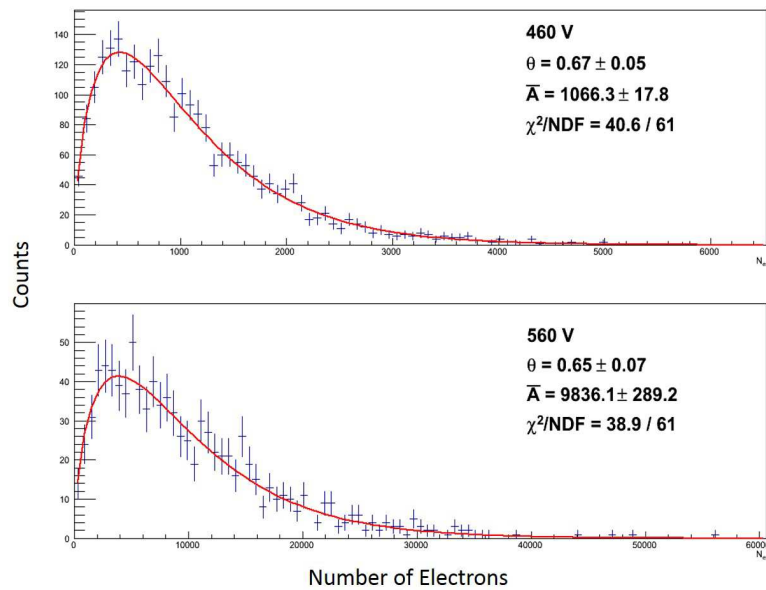 460 V
θ = 0.67 ± 0.05
A̅ = 1066.3 ± 17.8
χ²/NDF = 40.6 / 61
140
120
100
80
60
40
20
0
0 1000 2000 3000 4000 5000 6000
Nₑ
Counts
560 V
θ = 0.65 ± 0.07
A̅ = 9836.1 ± 289.2
χ²/NDF = 38.9 / 61
50
40
30
20
10
0
0 10000 20000 30000 40000 50000 6000
Nₑ
Number of Electrons